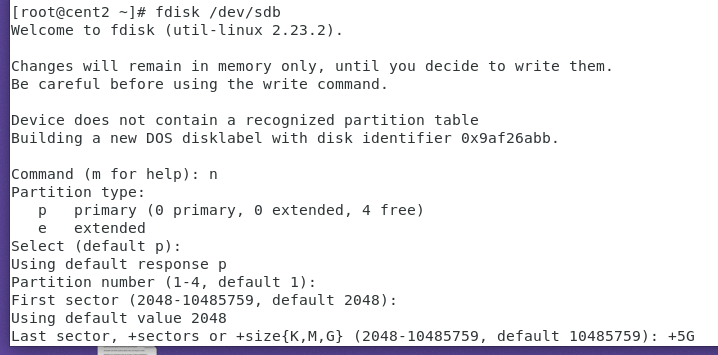 [root@cent2 ~]# fdisk /dev/sdb
Welcome to fdisk (util-linux 2.23.2).
Changes will remain in memory only, until you decide to write them.
Be careful before using the write command.
Device does not contain a recognized partition table
Building a new DOS disklabel with disk identifier 0x9af26abb.
Command (m for help): n
Partition type:
   p   primary (0 primary, 0 extended, 4 free)
   e   extended
Select (default p):
Using default response p
Partition number (1-4, default 1):
First sector (2048-10485759, default 2048):
Using default value 2048
Last sector, +sectors or +size{K,M,G} (2048-10485759, default 10485759): +5G